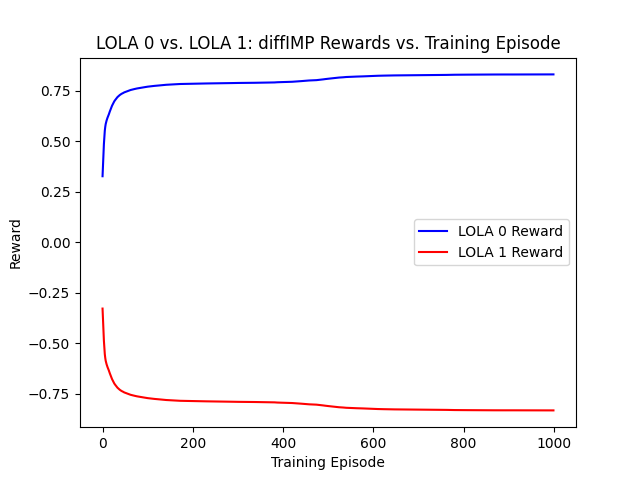 LOLA 0 vs. LOLA 1: diffIMP Rewards vs. Training Episode
0.75
0.50
0.25
0.00
−0.25
−0.50
−0.75
Reward
LOLA 0 Reward
LOLA 1 Reward
0 200 400 600 800 1000
Training Episode